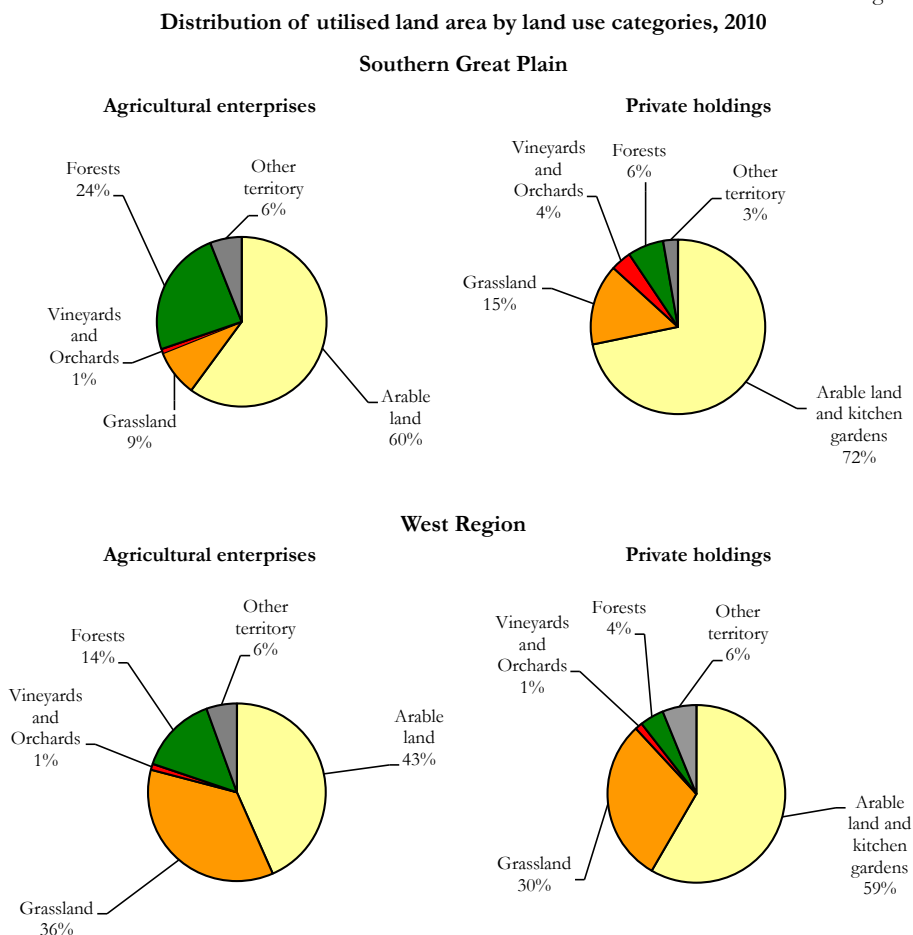 Distribution of utilised land area by land use categories, 2010
Southern Great Plain
Agricultural enterprises
Forests
24%
Other
territory
6%
Vineyards
and
Orchards
1%
Grassland
9%
Arable
land
60%
Private holdings
Vineyards
and
Orchards
4%
Forests
6%
Other
territory
3%
Grassland
15%
Arable land
and kitchen
gardens
72%
West Region
Agricultural enterprises
Forests
14%
Other
territory
6%
Vineyards
and
Orchards
1%
Arable
land
43%
Grassland
36%
Private holdings
Vineyards
and
Orchards
1%
Forests
4%
Other
territory
6%
Grassland
30%
Arable
land and
kitchen
gardens
59%